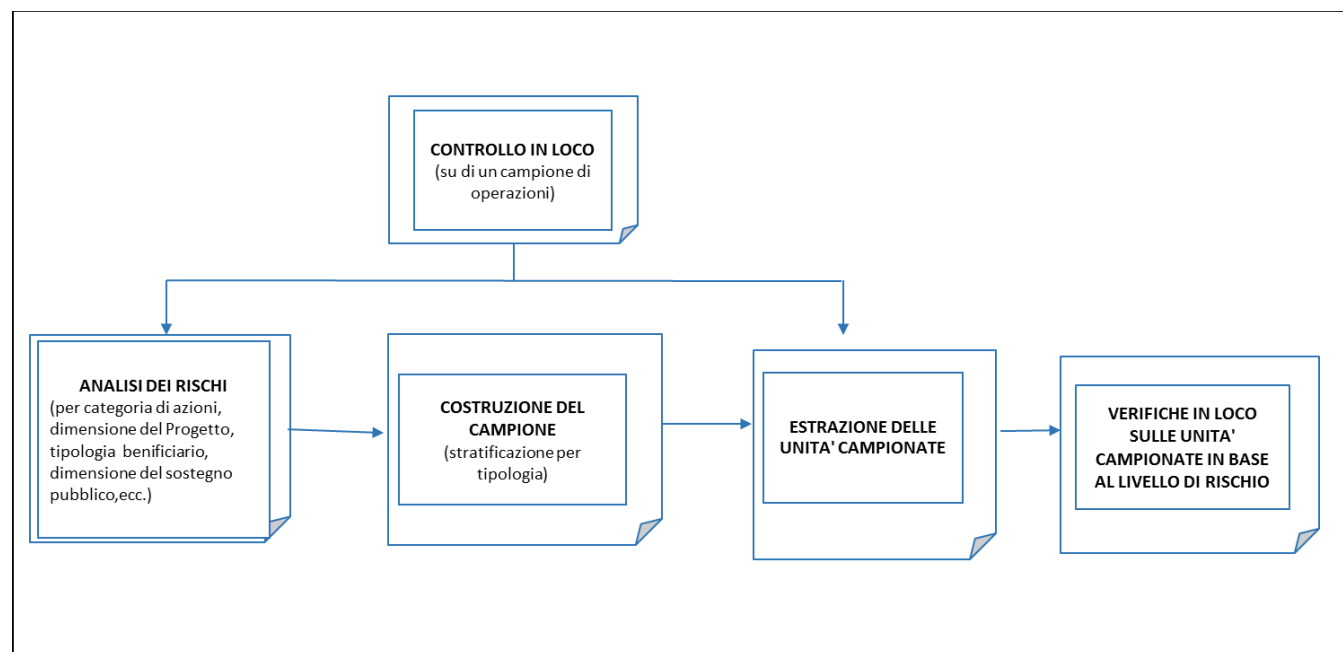 CONTROLLO IN LOCO
(su di un campione di
operazioni)
ANALISI DEI RISCHI
(per categoria di azioni,
dimensione del Progetto,
tipologia benificiario,
dimensione del sostegno
pubblico,ecc.)
COSTRUZIONE DEL
CAMPIONE
(stratificazione per
tipologia)
ESTRAZIONE DELLE
UNITA' CAMPIONATE
VERIFICHE IN LOCO
SULLE UNITA'
CAMPIONATE IN BASE
AL LIVELLO DI RISCHIO